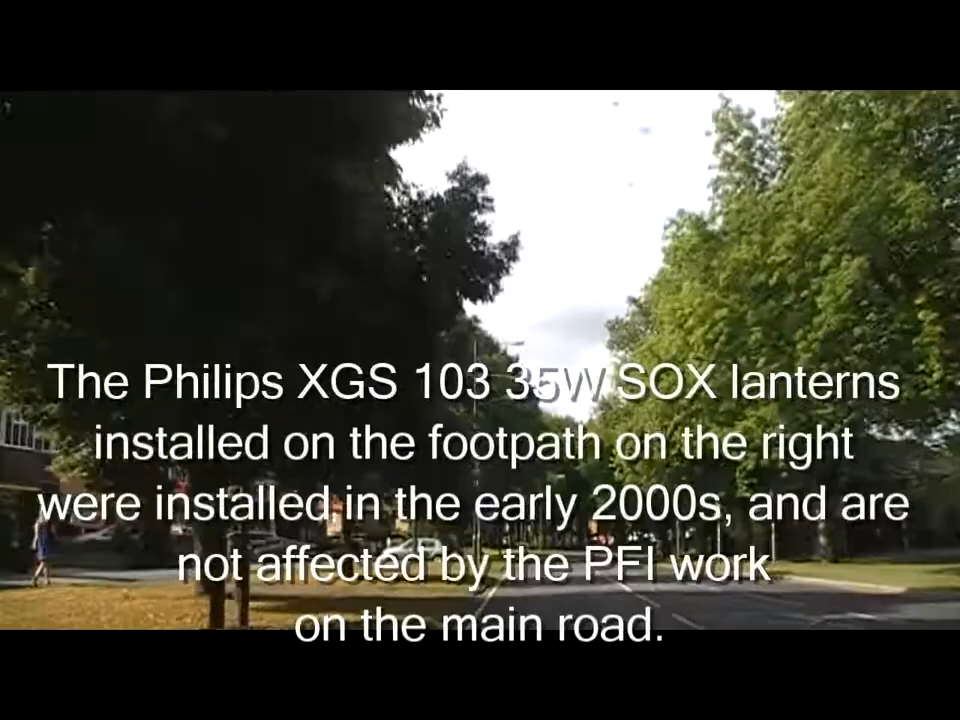 The Philips XGS 103 35W SOX lanterns
installed on the footpath on the right
were installed in the early 2000s, and are
not affected by the PFI work
on the main road.